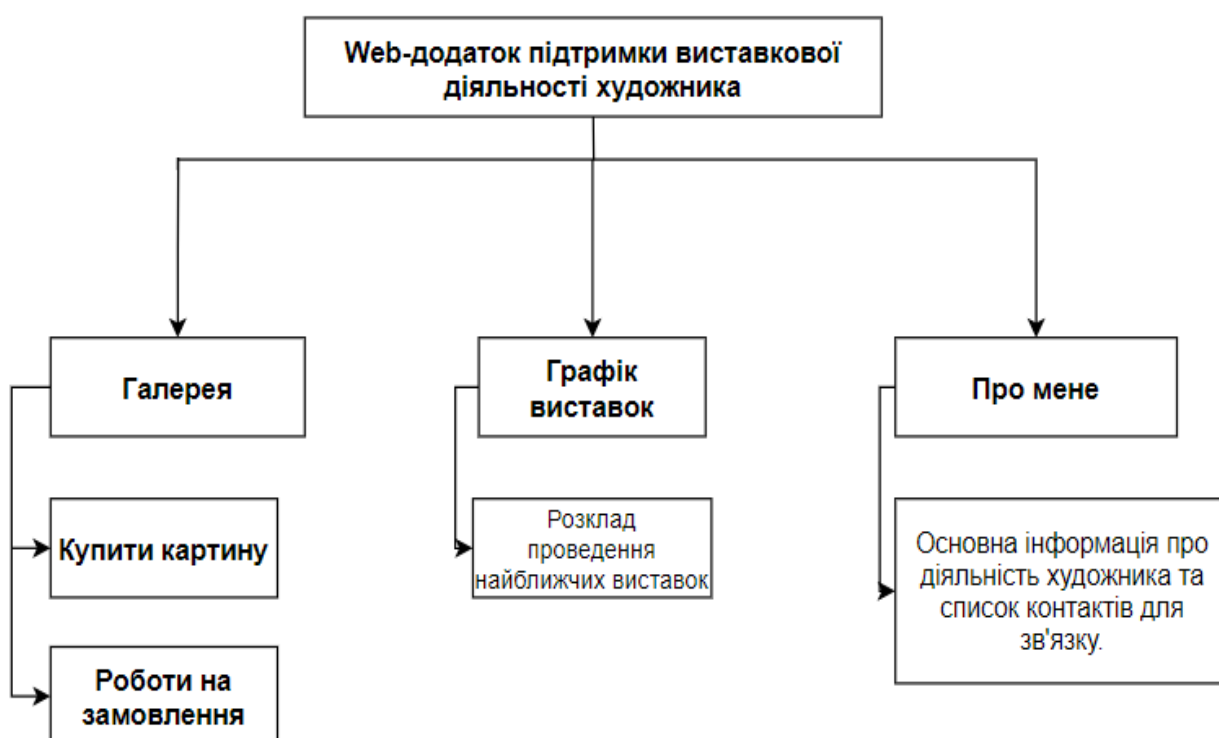 Web-додаток підтримки виставкової
діяльності художника
Галерея
Графік
виставок
Про мене
Купити картину
Розклад
проведення
найближчих виставок
Основна інформація про
діяльність художника та
список контактів для
зв'язку.
Роботи на
замовлення